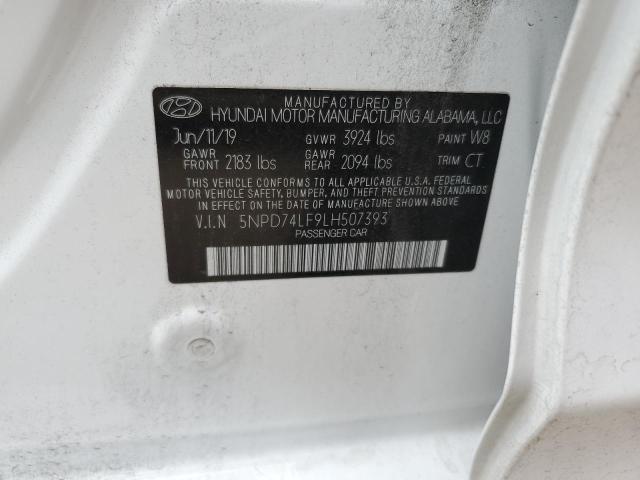 MANUFACTURED BY
HYUNDAI MOTOR MANUFACTURING ALABAMA, LLC
Jun/11/19 GVWR 3924 lbs PAINT W8
GAWR FRONT 2183 lbs GAWR REAR 2094 lbs TRIM CT
THIS VEHICLE CONFORMS TO ALL APPLICABLE U.S.A. FEDERAL
MOTOR VEHICLE SAFETY, BUMPER, AND THEFT PREVENTION STANDARDS
IN EFFECT ON THE DATE OF MANUFACTURE SHOWN ABOVE.
V.I.N 5NPD74LF9LH507393
PASSENGER CAR